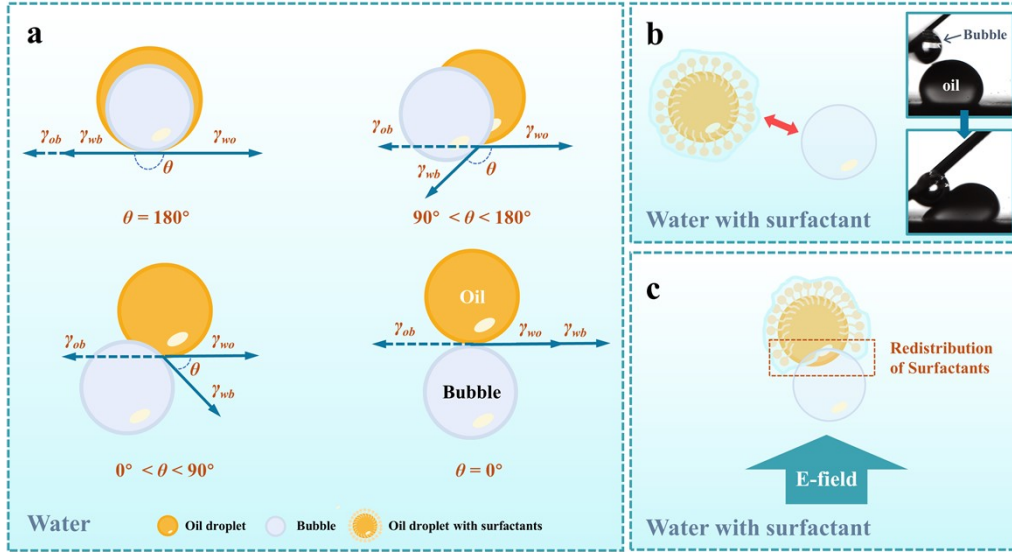 a
γob
γwb
γwo
θ
θ = 180°
γob
γwo
γwb
θ
90° < θ < 180°
γob
γwo
θ
γwb
0° < θ < 90°
Oil
γob
γwo
γwb
Bubble
θ = 0°
Water
Oil droplet
Bubble
Oil droplet with surfactants
b
Bubble
oil
Water with surfactant
c
Redistribution
of Surfactants
E-field
Water with surfactant